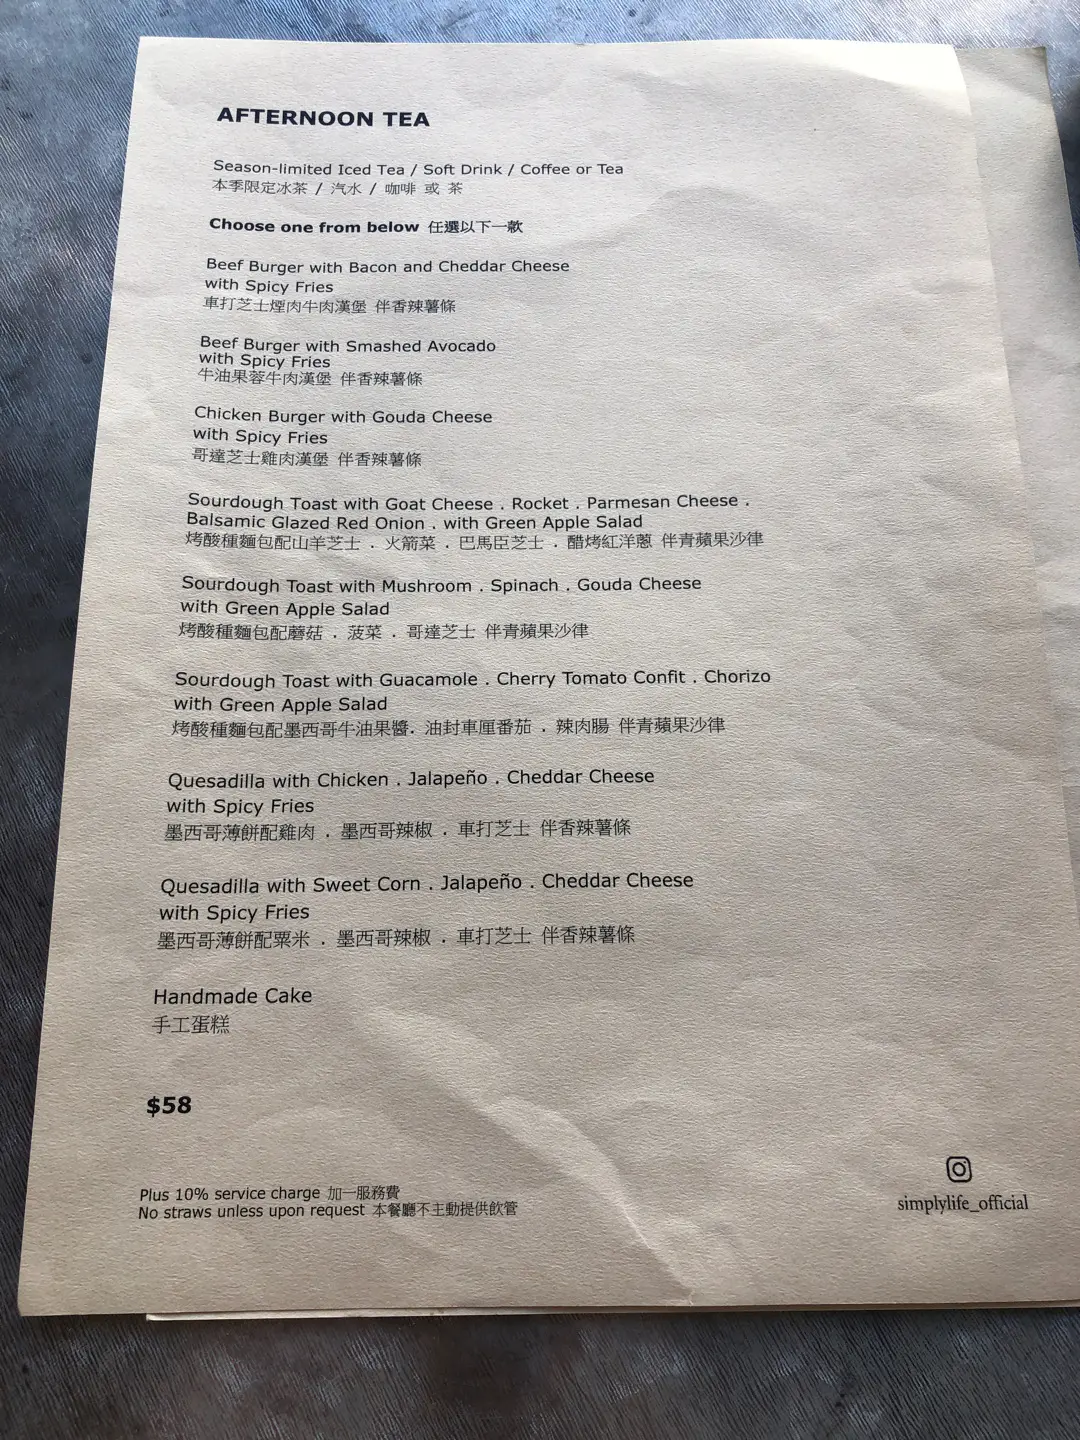 AFTERNOON TEA
Season-limited Iced Tea / Soft Drink / Coffee or Tea
本季限定冰茶 / 汽水 / 咖啡 或 茶
Choose one from below 任選以下一歀
Beef Burger with Bacon and Cheddar Cheese
with Spicy Fries
車打芝士煙肉牛肉漢堡 伴香辣薯條
Beef Burger with Smashed Avocado
with Spicy Fries
牛油果蓉牛肉漢堡 伴香辣薯條
Chicken Burger with Gouda Cheese
with Spicy Fries
哥達芝士雞肉漢堡 伴香辣薯條
Sourdough Toast with Goat Cheese . Rocket . Parmesan Cheese .
Balsamic Glazed Red Onion . with Green Apple Salad
烤酸種麵包配山羊芝士 . 火箭菜 . 巴馬臣芝士 . 醋烤紅洋蔥 伴青蘋果沙律
Sourdough Toast with Mushroom . Spinach . Gouda Cheese
with Green Apple Salad
烤酸種麵包配蘑菇 . 菠菜 . 哥達芝士 伴青蘋果沙律
Sourdough Toast with Guacamole . Cherry Tomato Confit . Chorizo
with Green Apple Salad
烤酸種麵包配墨西哥牛油果醬. 油封車厘番茄 . 辣肉腸 伴青蘋果沙律
Quesadilla with Chicken . Jalapeño . Cheddar Cheese
with Spicy Fries
墨西哥薄餅配雞肉 . 墨西哥辣椒 . 車打芝士 伴香辣薯條
Quesadilla with Sweet Corn . Jalapeño . Cheddar Cheese
with Spicy Fries
墨西哥薄餅配粟米 . 墨西哥辣椒 . 車打芝士 伴香辣薯條
Handmade Cake
手工蛋糕
$58
Plus 10% service charge 加一服務費
No straws unless upon request 本餐廳不主動提供飲管
simplylife_official